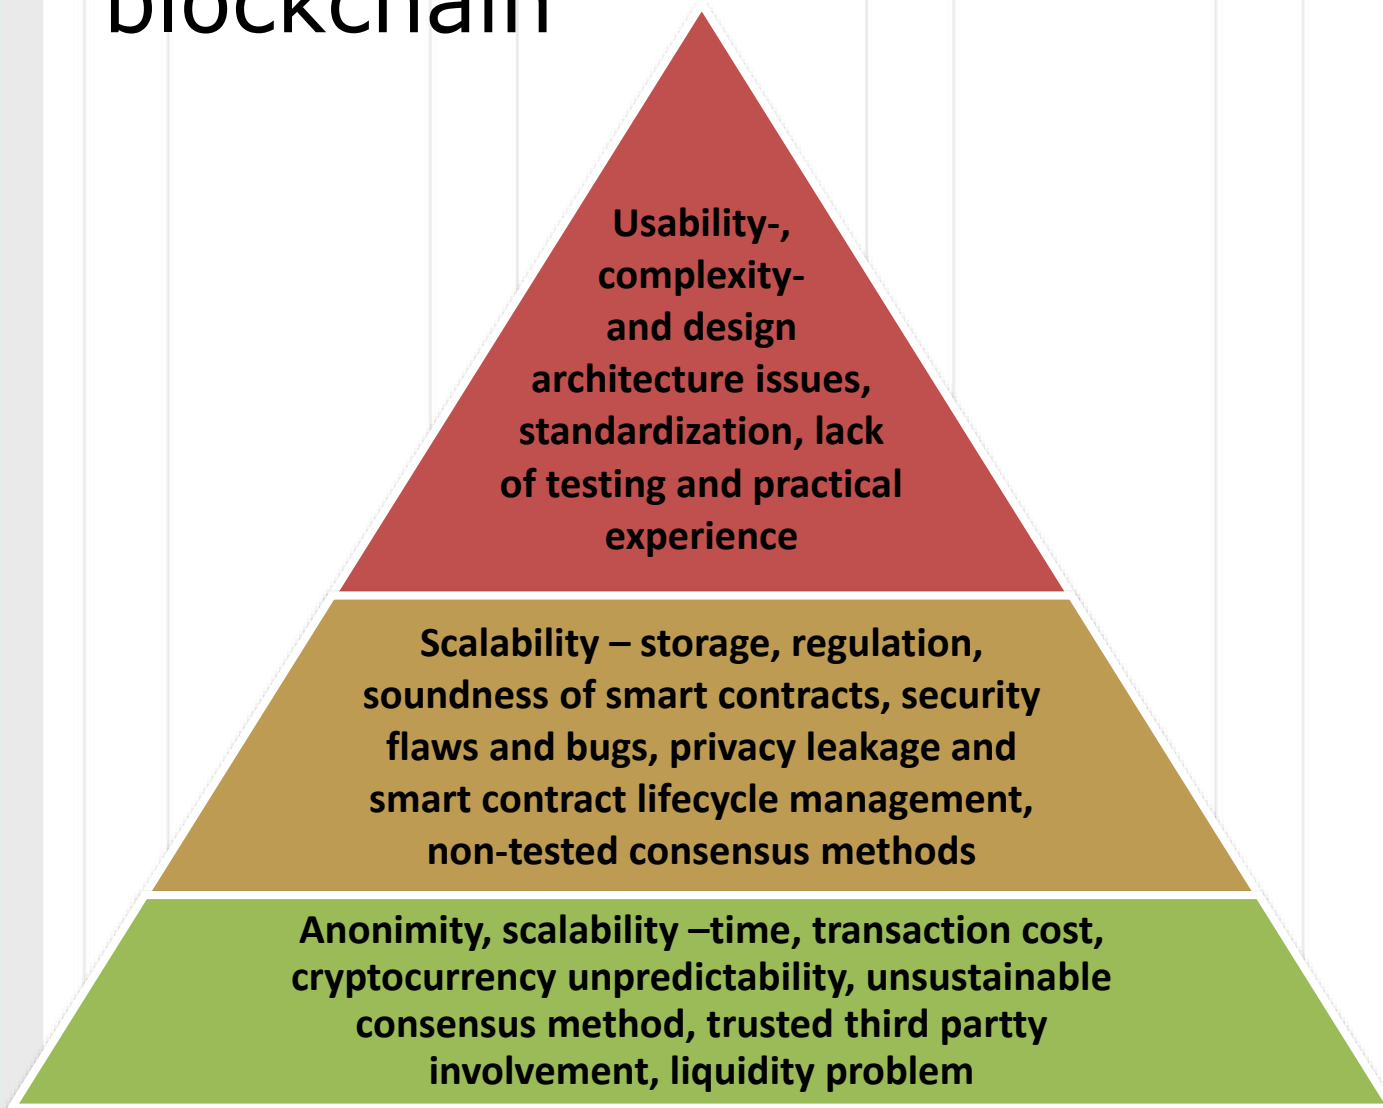 blockchain
Usability-,
complexity-
and design
architecture issues,
standardization, lack
of testing and practical
experience
Scalability – storage, regulation,
soundness of smart contracts, security
flaws and bugs, privacy leakage and
smart contract lifecycle management,
non-tested consensus methods
Anonimity, scalability –time, transaction cost,
cryptocurrency unpredictability, unsustainable
consensus method, trusted third partty
involvement, liquidity problem